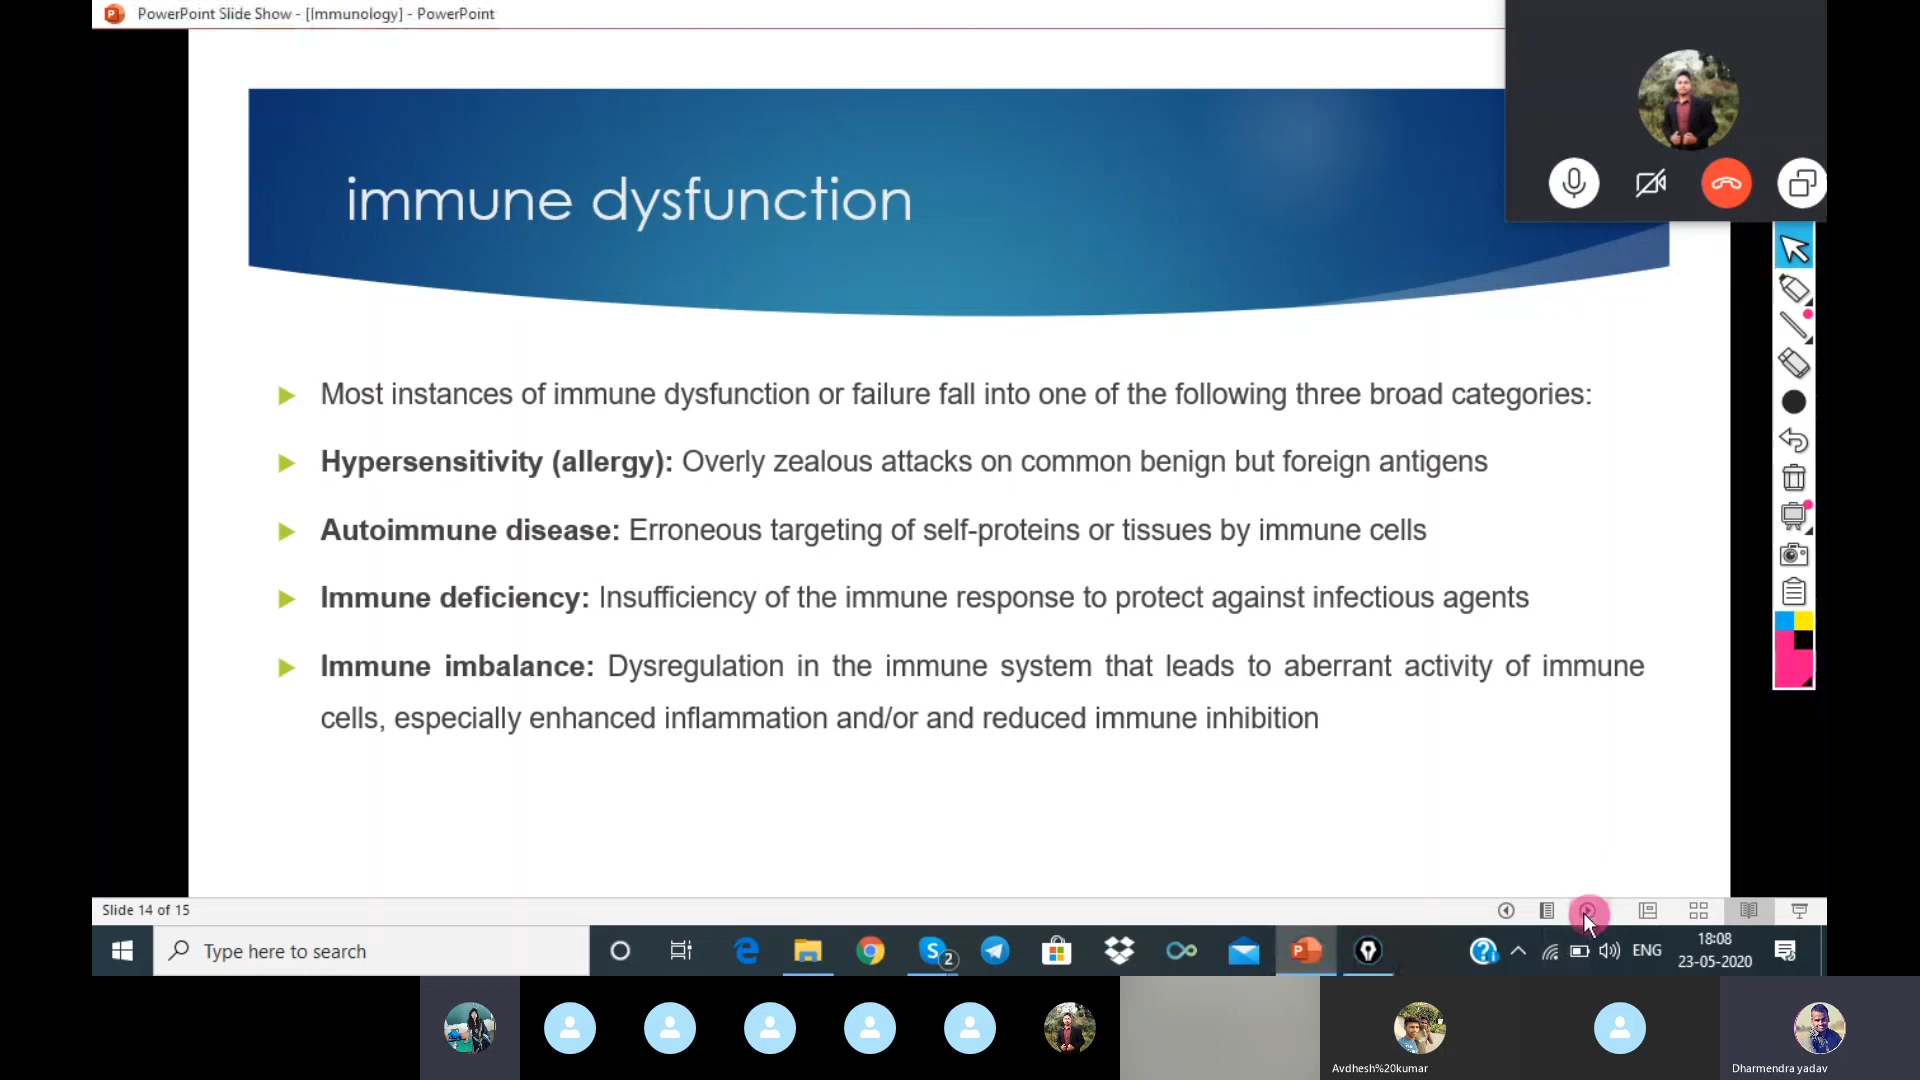 PowerPoint Slide Show - [Immunology] - PowerPoint
immune dysfunction
Most instances of immune dysfunction or failure fall into one of the following three broad categories:
Hypersensitivity (allergy): Overly zealous attacks on common benign but foreign antigens
Autoimmune disease: Erroneous targeting of self-proteins or tissues by immune cells
Immune deficiency: Insufficiency of the immune response to protect against infectious agents
Immune imbalance: Dysregulation in the immune system that leads to aberrant activity of immune
cells, especially enhanced inflammation and/or and reduced immune inhibition
Slide 14 of 15
Type here to search
2
ENG
18:08
23-05-2020
Avdhesh%20kumar
Dharmendra yadav